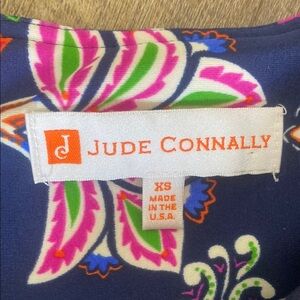 J
JUDE CONNALLY
XS
MADE
IN THE
U.S.A.